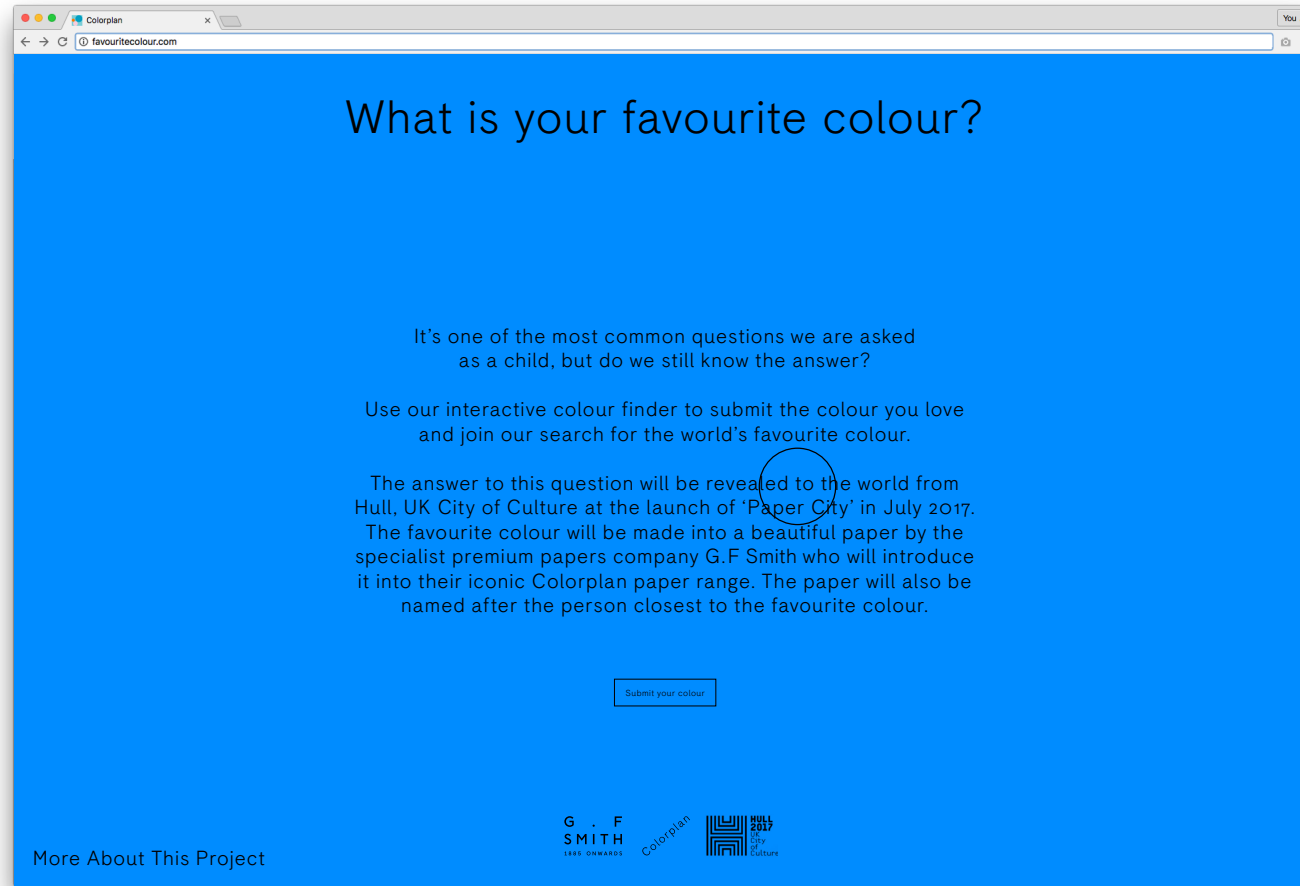 Colorplan
You
favouritecolour.com
What is your favourite colour?
It’s one of the most common questions we are asked
as a child, but do we still know the answer?
Use our interactive colour finder to submit the colour you love
and join our search for the world’s favourite colour.
The answer to this question will be revealed to the world from
Hull, UK City of Culture at the launch of ‘Paper City’ in July 2017.
The favourite colour will be made into a beautiful paper by the
specialist premium papers company G.F Smith who will introduce
it into their iconic Colorplan paper range. The paper will also be
named after the person closest to the favourite colour.
Submit your colour
G . F
SMITH
1885 ONWARDS
Colorplan
HULL
2017
UK
City
of
Culture
More About This Project